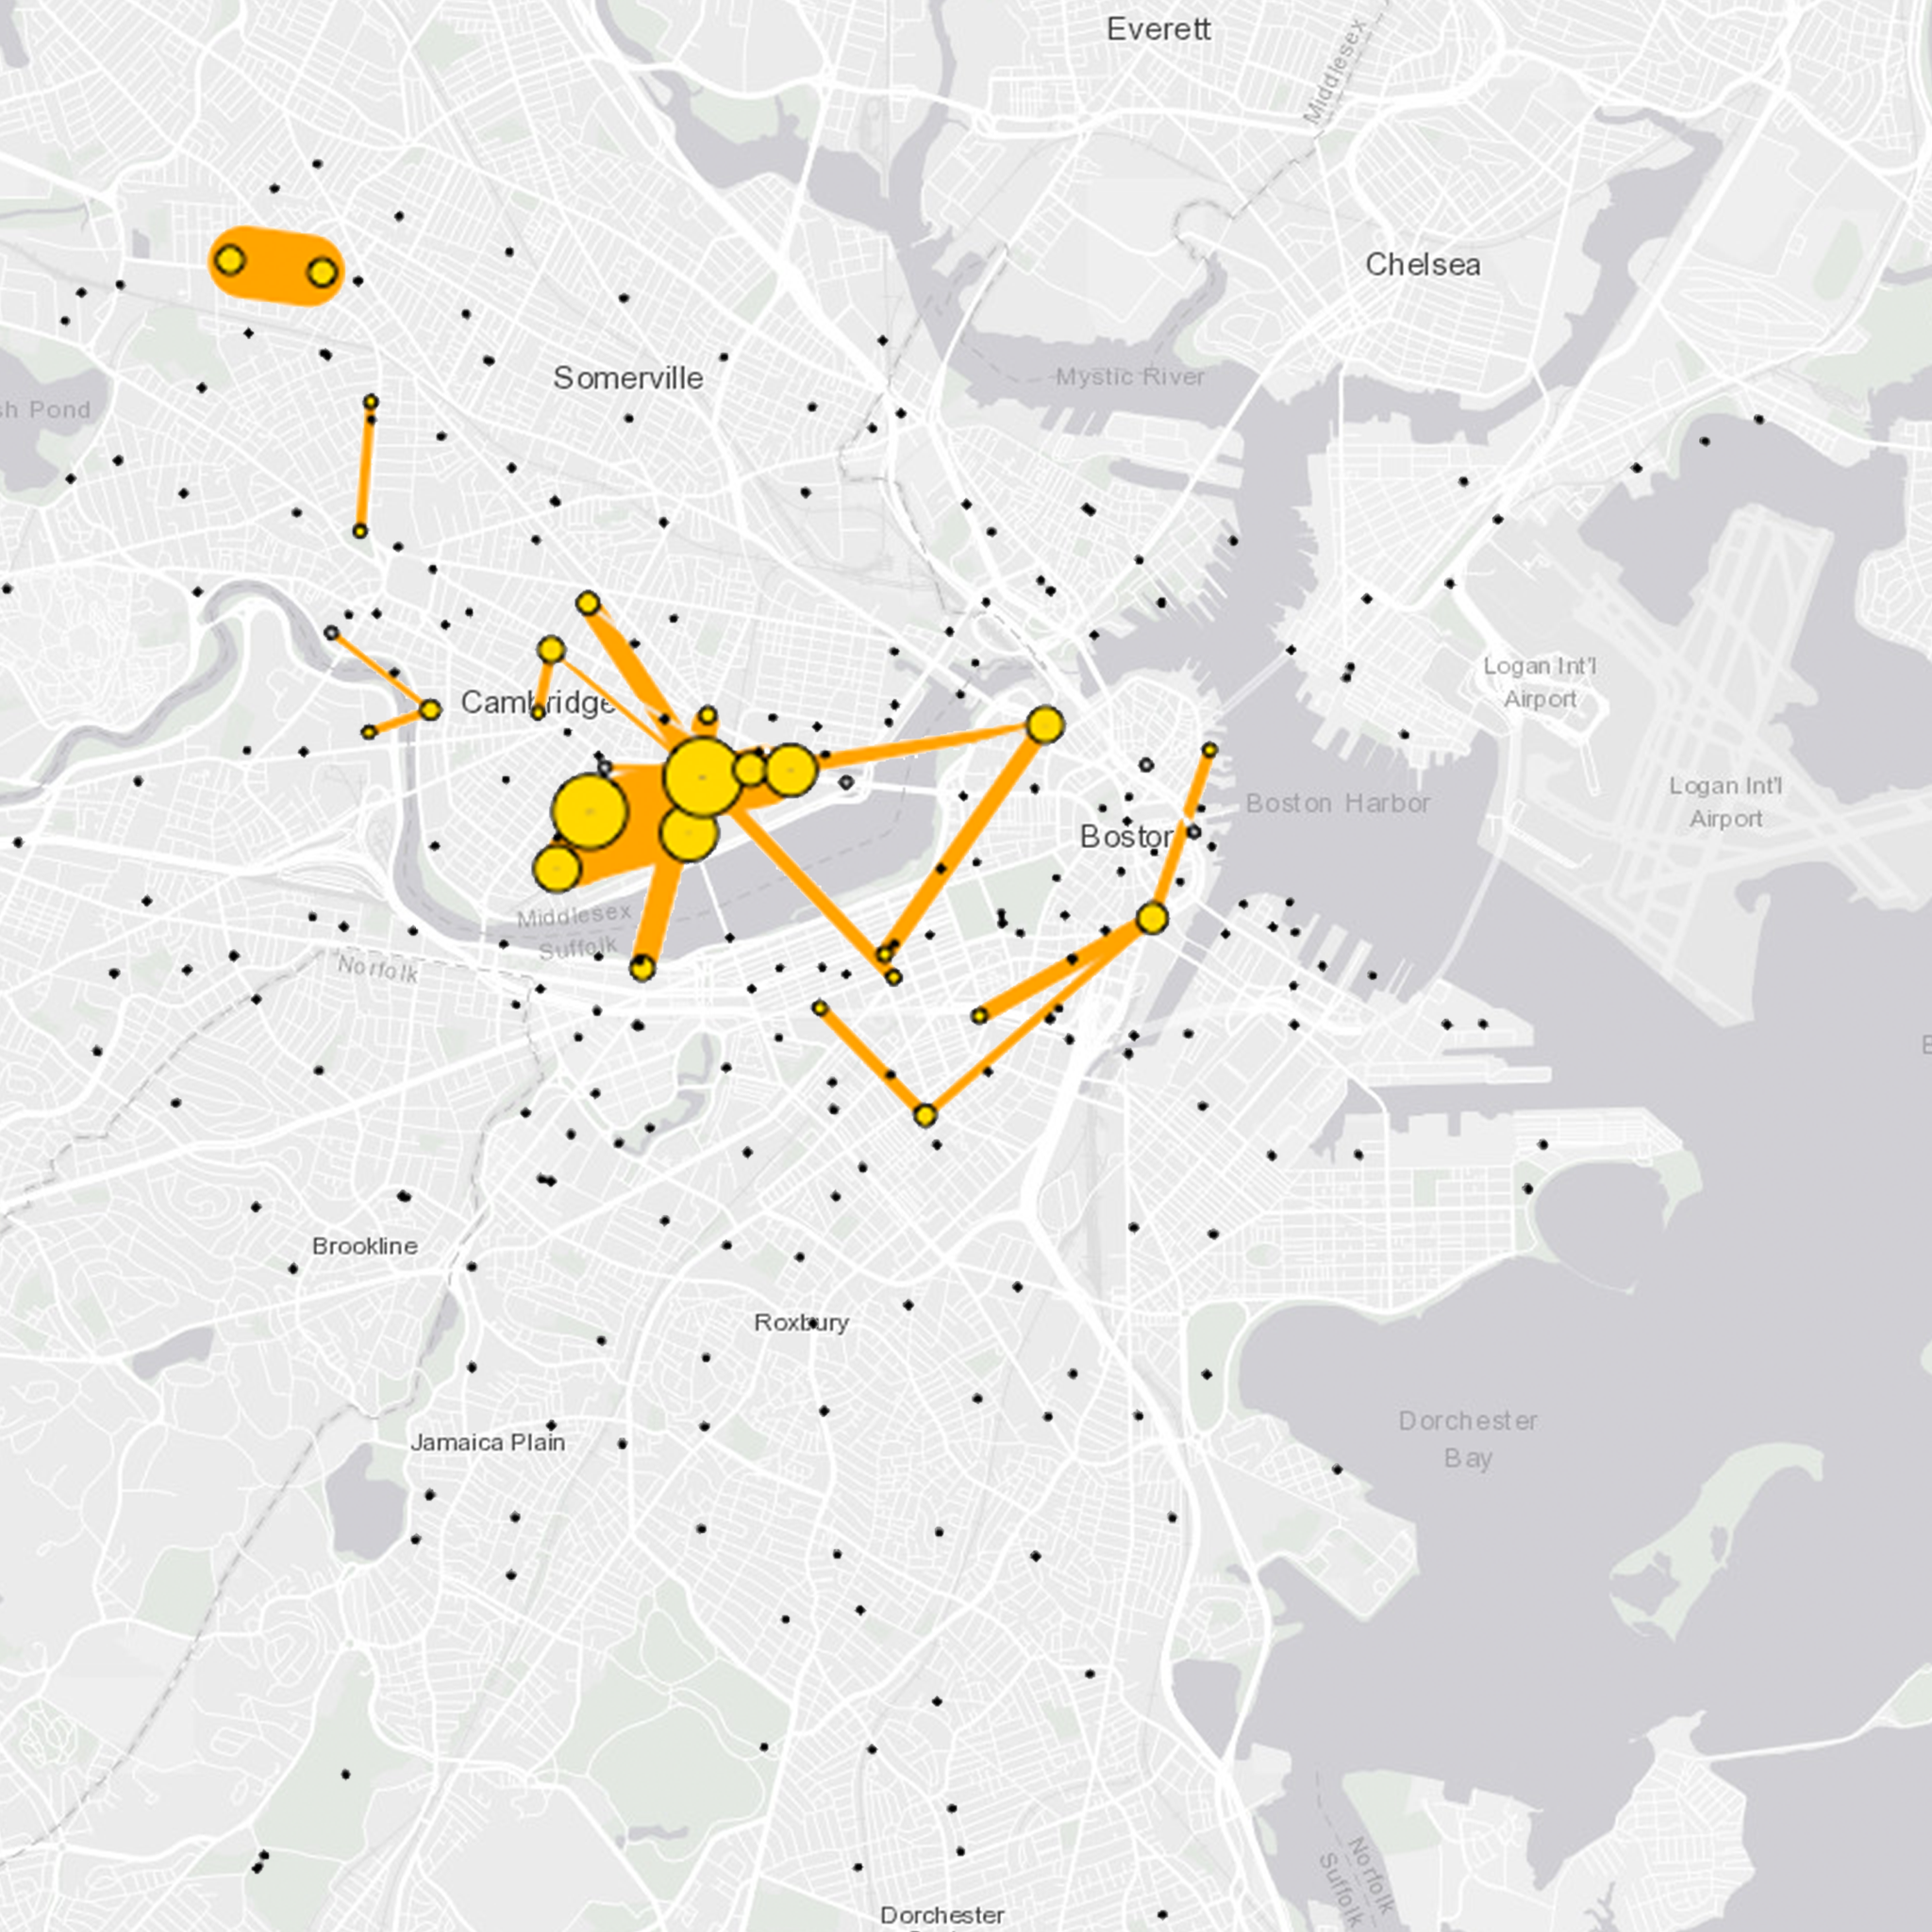 Everett
Middlesex
Chelsea
Somerville
Mystic River
sh Pond
Logan Int'l
Airport
Cambridge
Logan Int'l
Airport
Boston Harbor
Boston
Middlesex
Suffolk
Norfolk
Brookline
Roxbury
Dorchester
Bay
Jamaica Plain
Norfolk
Suffolk
Dorchester